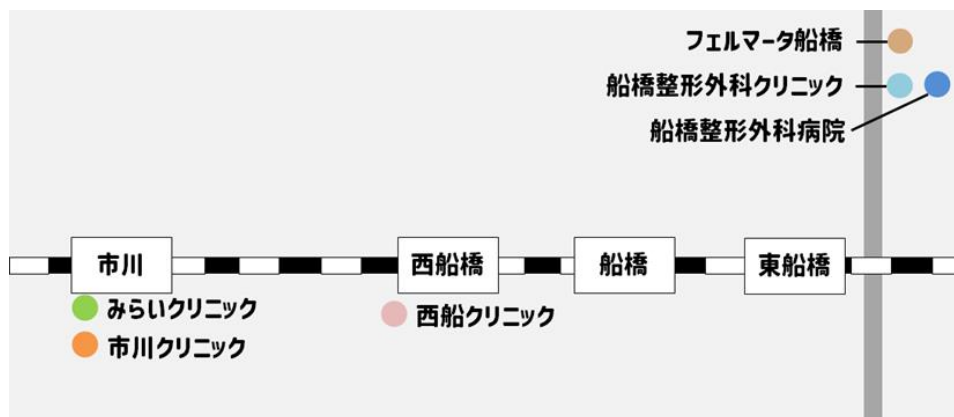 フェルマータ船橋
船橋整形外科クリニック
船橋整形外科病院
市川
西船橋
船橋
東船橋
みらいクリニック
西船クリニック
市川クリニック